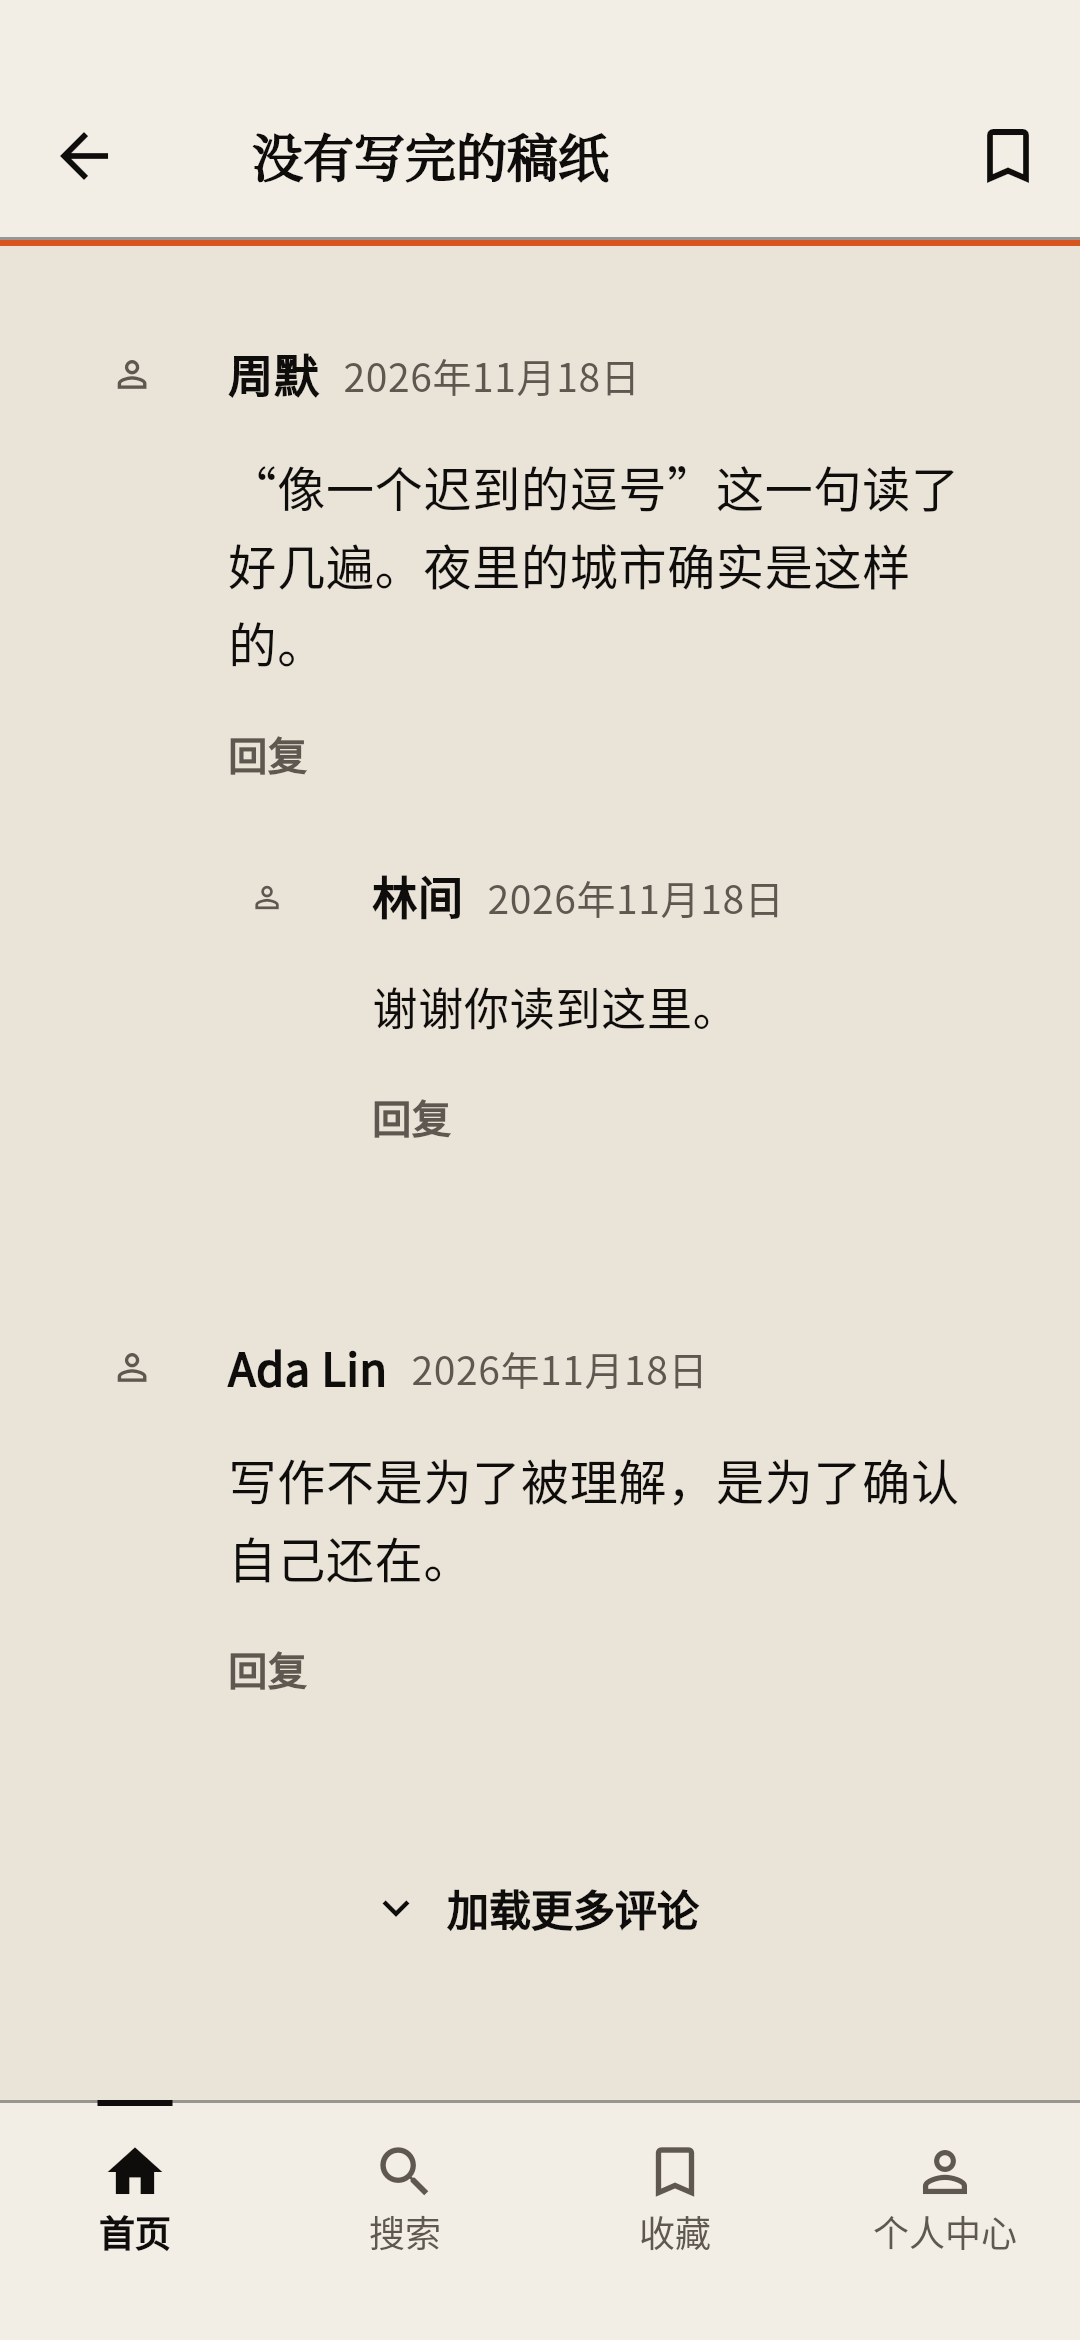 没有写完的稿纸
周默 2026年11月18日
“像一个迟到的逗号”这一句读了
好几遍。夜里的城市确实是这样
的。
回复
林间 2026年11月18日
谢谢你读到这里。
回复
Ada Lin 2026年11月18日
写作不是为了被理解，是为了确认
自己还在。
回复
加载更多评论
首页 搜索 收藏 个人中心